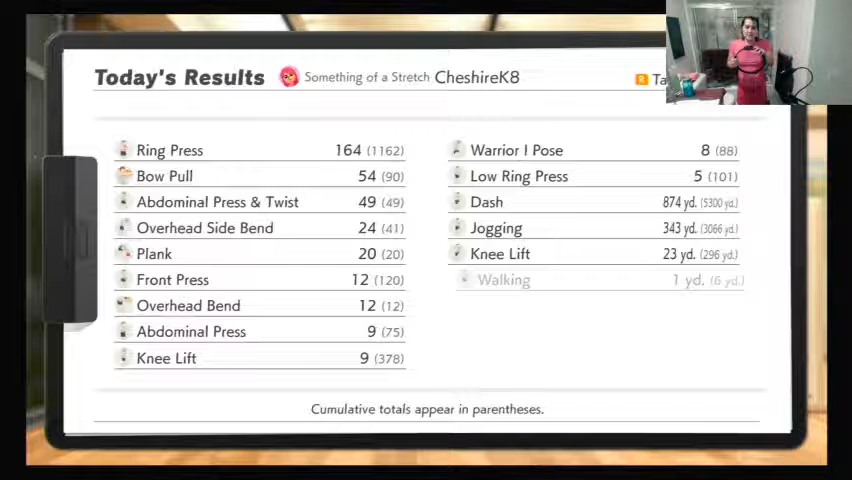 Today's Results Something of a Stretch CheshireK8 R
Ring Press 164 (1162)
Bow Pull 54 (90)
Abdominal Press & Twist 49 (49)
Overhead Side Bend 24 (41)
Plank 20 (20)
Front Press 12 (120)
Overhead Bend 12 (12)
Abdominal Press 9 (75)
Knee Lift 9 (378)
Warrior I Pose 8 (88)
Low Ring Press 5 (101)
Dash 874 yd. (5300 yd.)
Jogging 343 yd. (3066 yd.)
Knee Lift 23 yd. (296 yd.)
Walking 1 yd. (6 yd.)
Cumulative totals appear in parentheses.